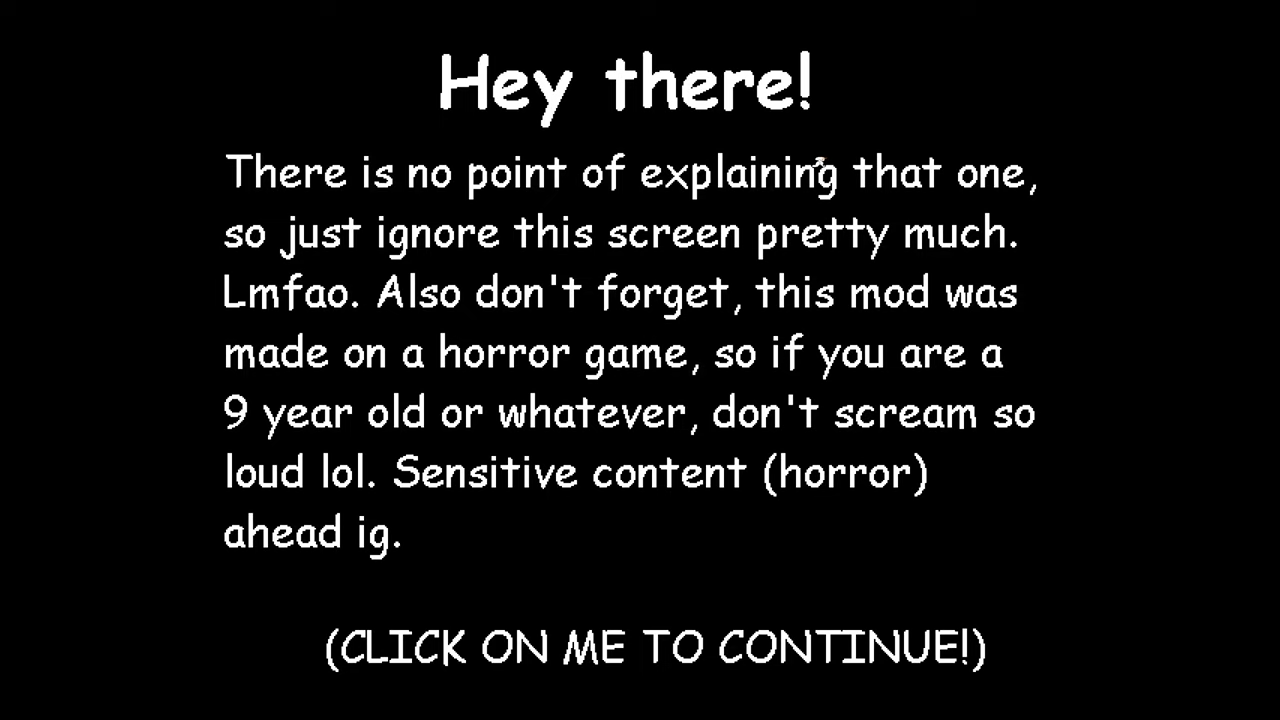 Hey there!
There is no point of explaining that one,
so just ignore this screen pretty much.
Lmfao. Also don't forget, this mod was
made on a horror game, so if you are a
9 year old or whatever, don't scream so
loud lol. Sensitive content (horror)
ahead ig.
(CLICK ON ME TO CONTINUE!)